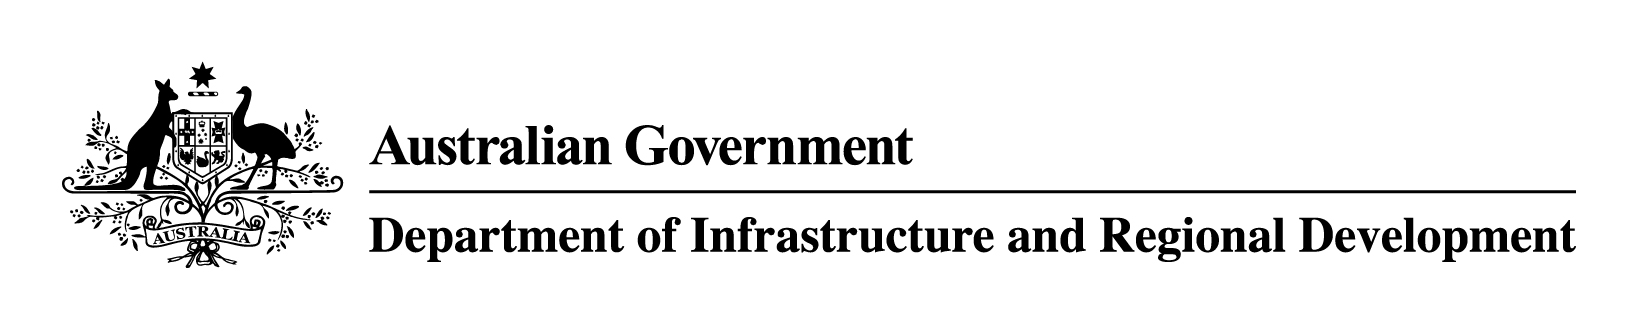 Australian Government
Department of Infrastructure and Regional Development
AUSTRALIA